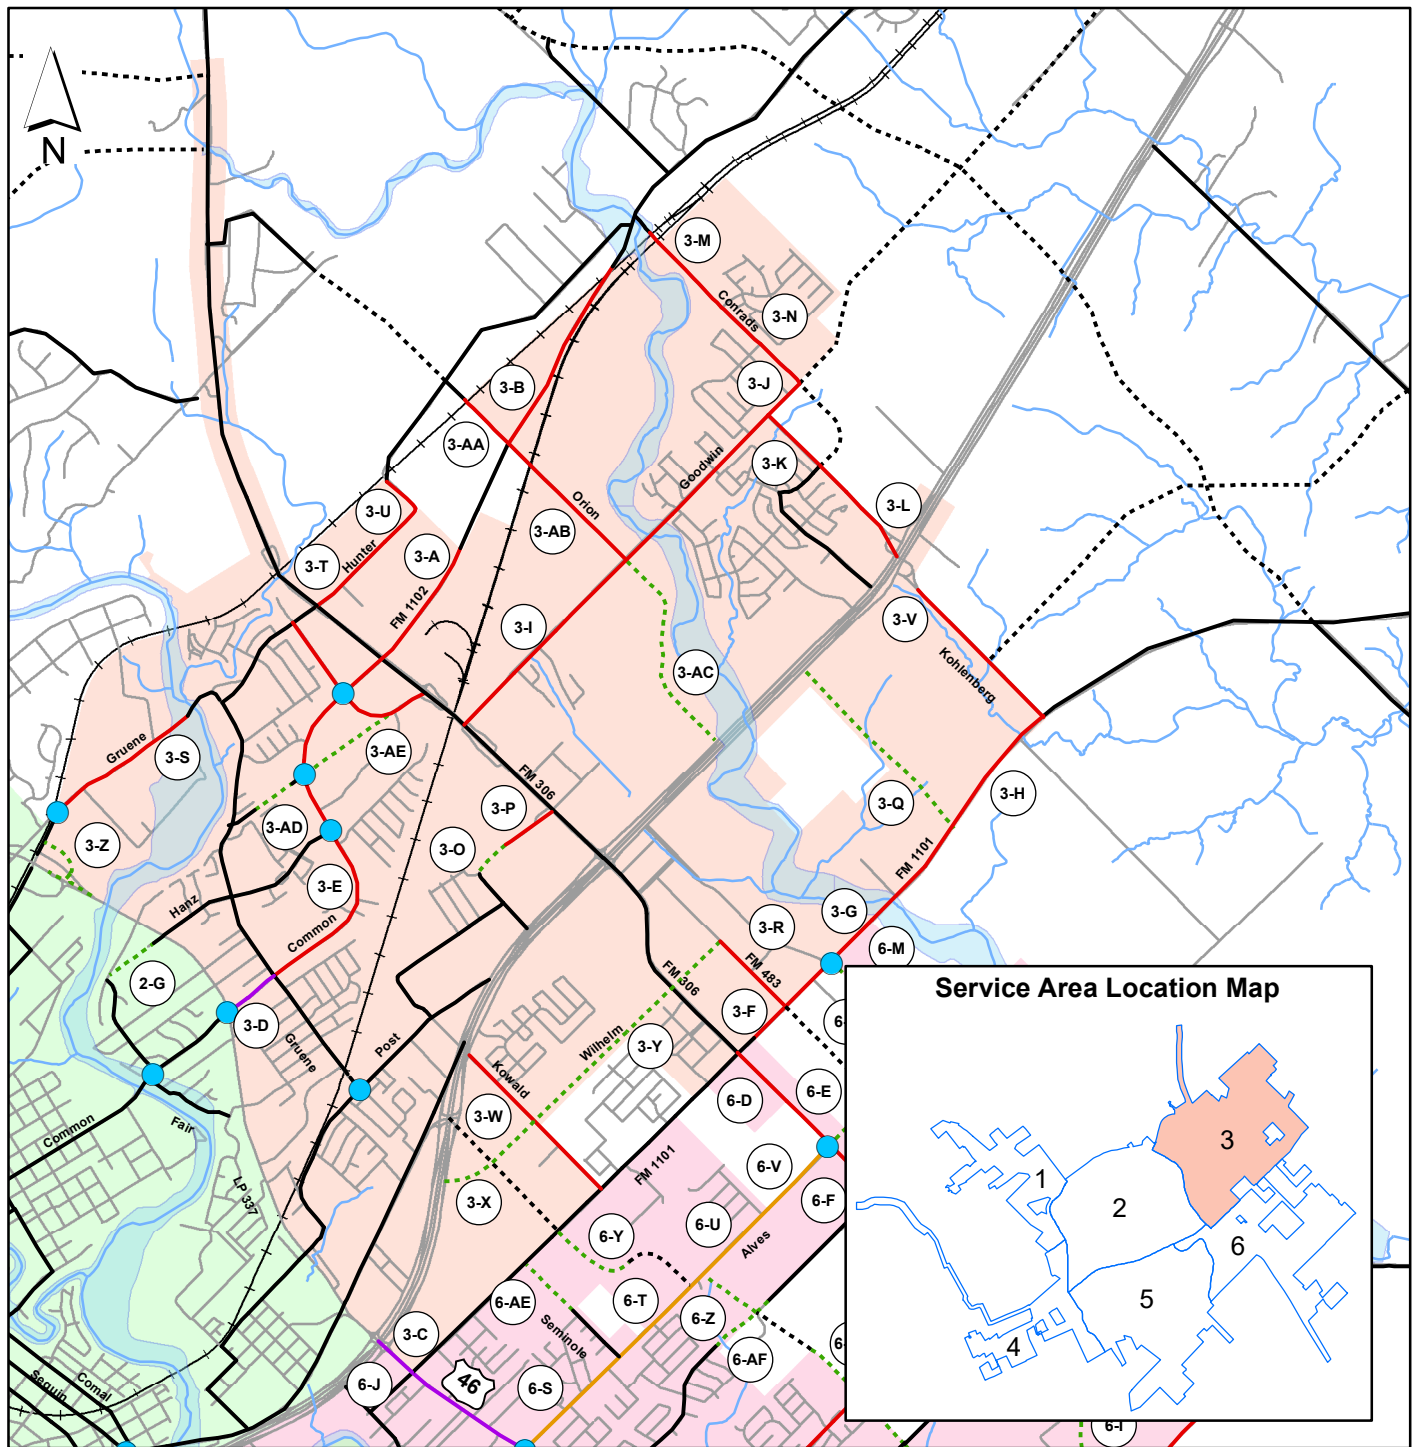 N
3-M
Conrads
3-N
3-J
3-B
3-AA
Goodwin
3-K
3-L
Orion
3-U
3-AB
Hunter
3-T
3-A
FM 1102
3-I
3-V
3-AC
Kohlenberg
Gruene
3-S
3-AE
FM 306
3-P
3-Q
3-H
3-Z
3-AD
3-O
FM 1101
3-E
Hanz
Common
3-R
3-G
6-M
2-G
FM 306
FM 483
3-D
3-F
Gruene
Post
Wilhelm
3-Y
Kowald
6-D
6-E
3-W
Common
Fair
FM 1101
6-V
LP 337
3-X
6-U
6-F
6-Y
Alves
6-AE
6-T
Seminole
6-Z
3-C
6-AF
6-J
46
6-S
Seguin
Comal
6-I
Service Area Location Map
1
2
3
4
5
6